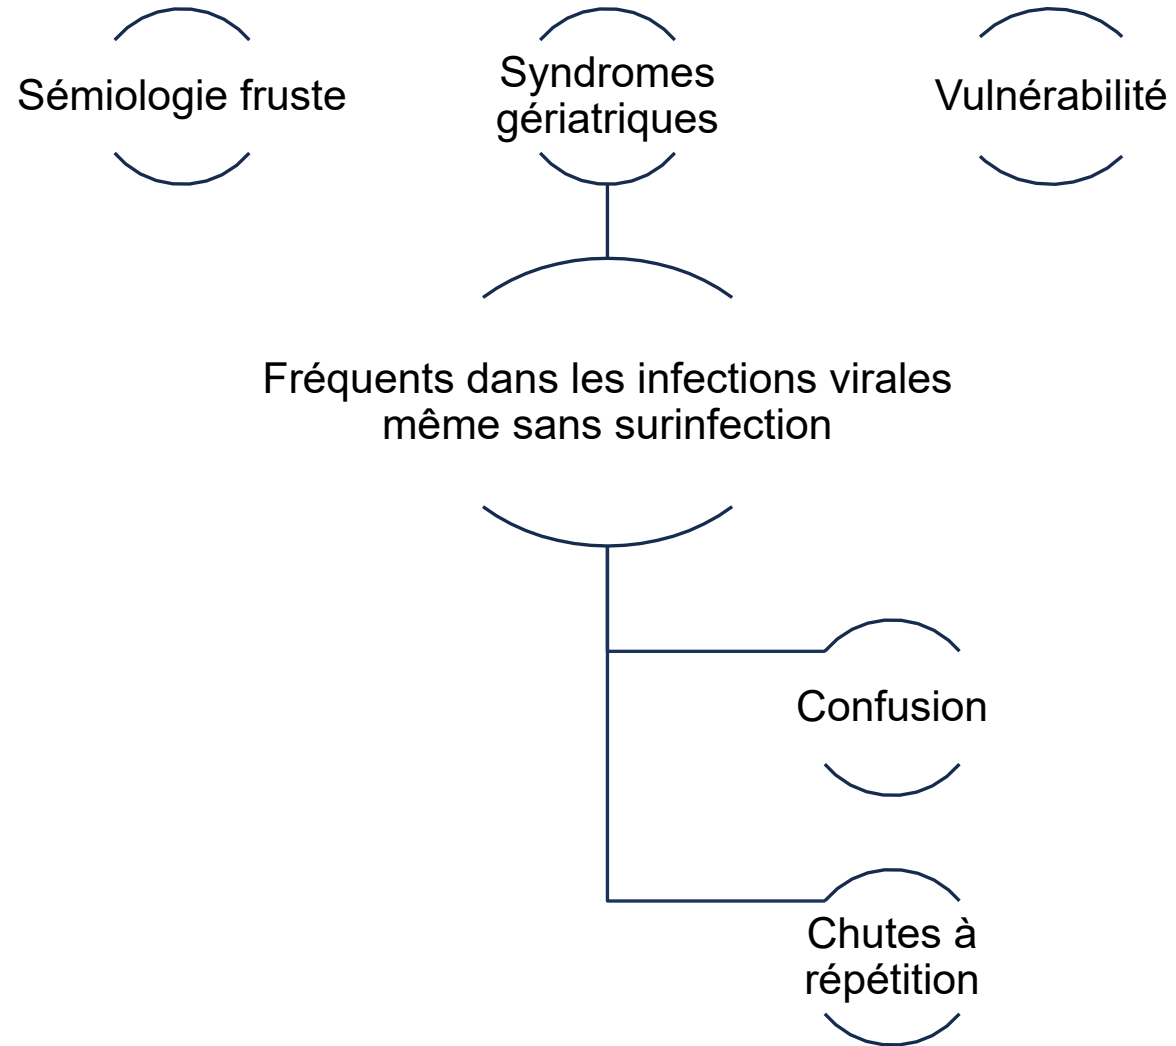 Sémiologie fruste
Syndromes
gériatriques
Vulnérabilité
Fréquents dans les infections virales
même sans surinfection
Confusion
Chutes à
répétition